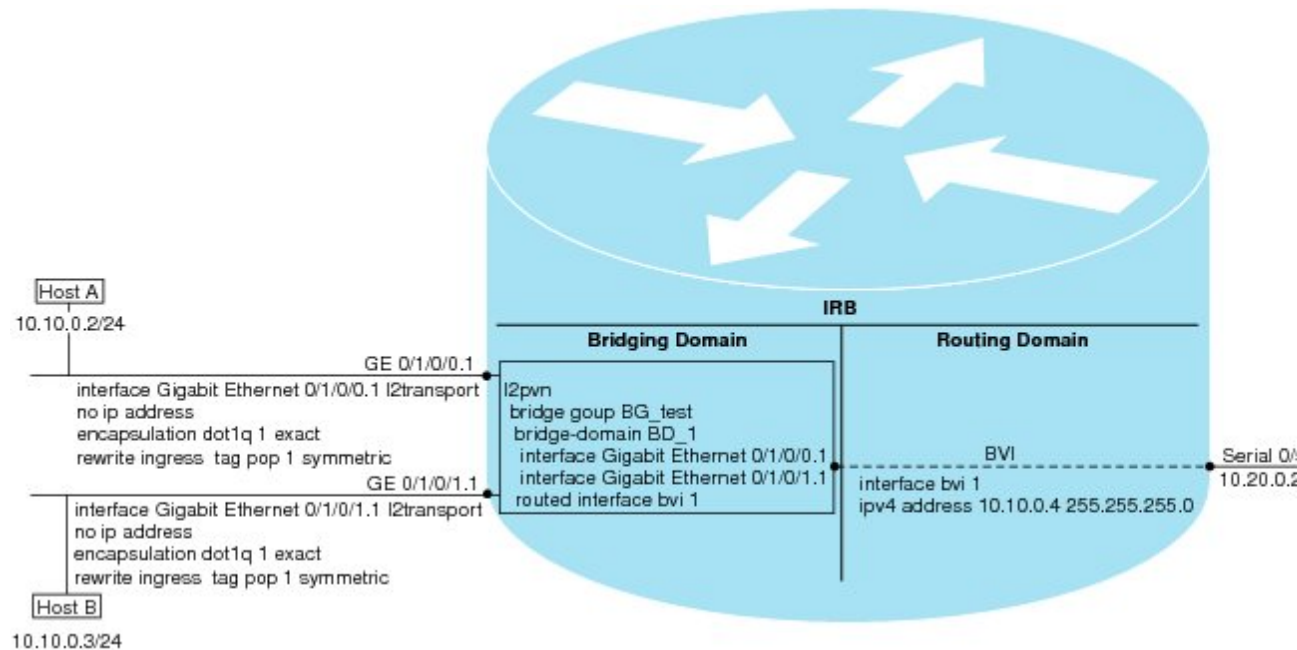 IRB
Bridging Domain
Routing Domain
Host A
10.10.0.2/24
GE 0/1/0/0.1
interface Gigabit Ethernet 0/1/0/0.1 l2transport
no ip address
encapsulation dot1q 1 exact
rewrite ingress tag pop 1 symmetric
GE 0/1/0/1.1
interface Gigabit Ethernet 0/1/0/1.1 l2transport
no ip address
encapsulation dot1q 1 exact
rewrite ingress tag pop 1 symmetric
Host B
10.10.0.3/24
l2pvn
bridge goup BG_test
bridge-domain BD_1
interface Gigabit Ethernet 0/1/0/0.1
interface Gigabit Ethernet 0/1/0/1.1
routed interface bvi 1
BVI
interface bvi 1
ipv4 address 10.10.0.4 255.255.255.0
Serial 0/
10.20.0.2